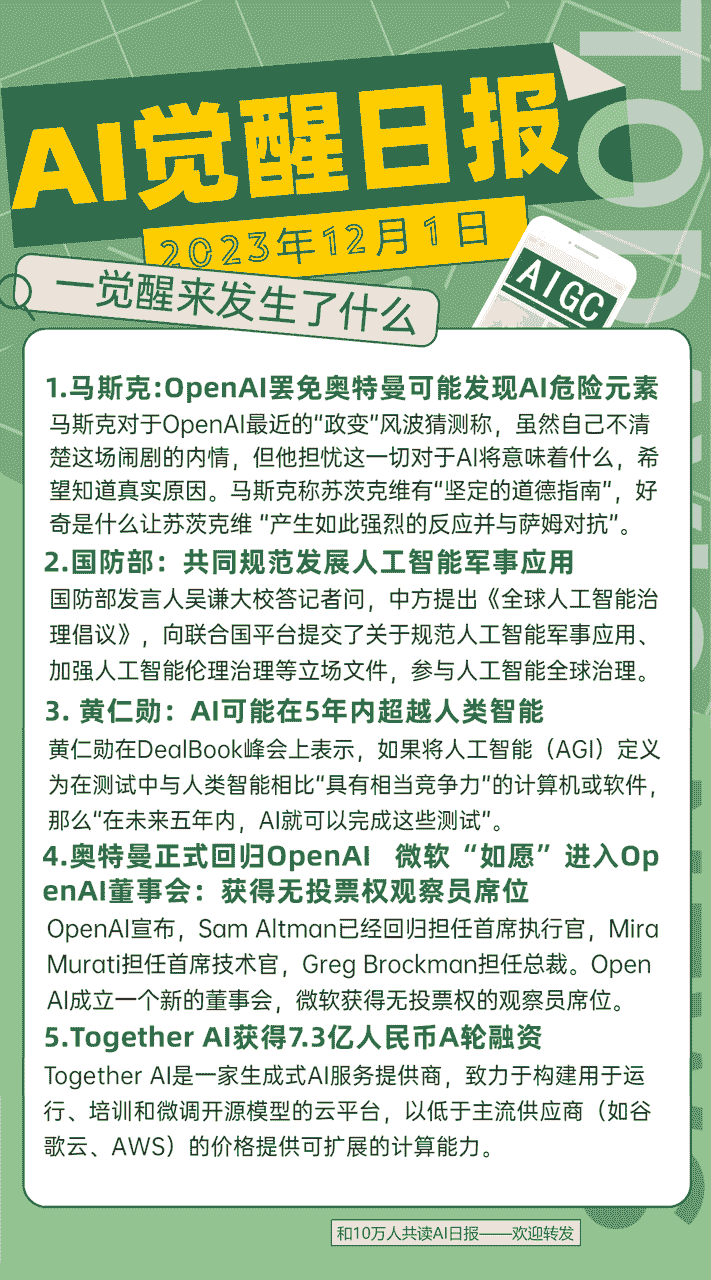 AI觉醒日报
2023年12月1日
一觉醒来发生了什么
AIGC
1.马斯克:OpenAI罢免奥特曼可能发现AI危险元素
马斯克对于OpenAI最近的“政变”风波猜测称，虽然自己不清
楚这场闹剧的内情，但他担忧这一切对于AI将意味着什么，希
望知道真实原因。马斯克称苏茨克维有“坚定的道德指南”，好
奇是什么让苏茨克维 “产生如此强烈的反应并与萨姆对抗”。
2.国防部：共同规范发展人工智能军事应用
国防部发言人吴谦大校答记者问，中方提出《全球人工智能治
理倡议》，向联合国平台提交了关于规范人工智能军事应用、
加强人工智能伦理治理等立场文件，参与人工智能全球治理。
3. 黄仁勋：AI可能在5年内超越人类智能
黄仁勋在DealBook峰会上表示，如果将人工智能（AGI）定义
为在测试中与人类智能相比“具有相当竞争力”的计算机或软件，
那么“在未来五年内，AI就可以完成这些测试”。
4.奥特曼正式回归OpenAI 微软“如愿”进入Op
enAI董事会：获得无投票权观察员席位
OpenAI宣布，Sam Altman已经回归担任首席执行官，Mira
Murati担任首席技术官，Greg Brockman担任总裁。Open
AI成立一个新的董事会，微软获得无投票权的观察员席位。
5.Together AI获得7.3亿人民币A轮融资
Together AI是一家生成式AI服务提供商，致力于构建用于运
行、培训和微调开源模型的云平台，以低于主流供应商（如谷
歌云、AWS）的价格提供可扩展的计算能力。
和10万人共读AI日报——欢迎转发